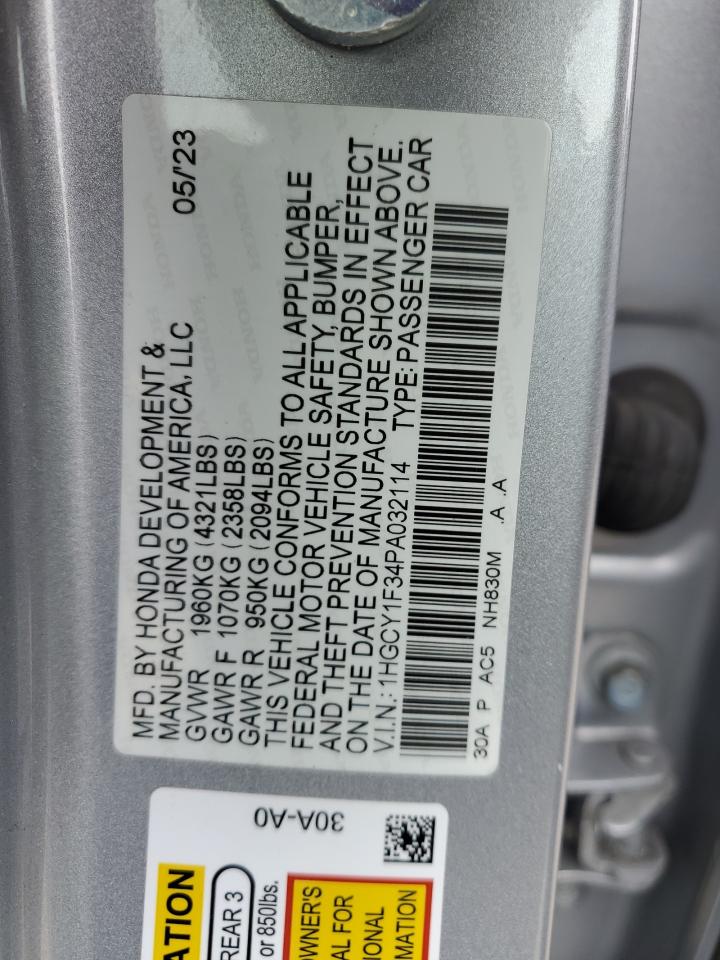 MFD. BY HONDA DEVELOPMENT & 05/'23
MANUFACTURING OF AMERICA, LLC
GVWR 1960KG (4321LBS)
GAWR F 1070KG (2358LBS)
GAWR R 950KG (2094LBS)
THIS VEHICLE CONFORMS TO ALL APPLICABLE
FEDERAL MOTOR VEHICLE SAFETY, BUMPER,
AND THEFT PREVENTION STANDARDS IN EFFECT
ON THE DATE OF MANUFACTURE SHOWN ABOVE.
V.I.N.: 1HGCY1F34PA032114 TYPE: PASSENGER CAR
30A P AC5 NH830M .A .A
30A-A0
ATION
REAR 3
or 850lbs.
OWNER'S
AL FOR
IONAL
MATION